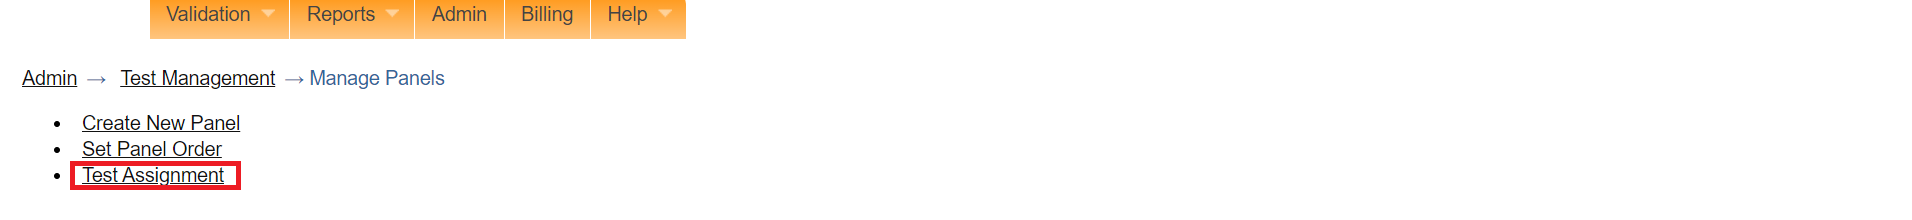 Validation Reports Admin Billing Help
Admin → Test Management → Manage Panels
• Create New Panel
• Set Panel Order
• Test Assignment